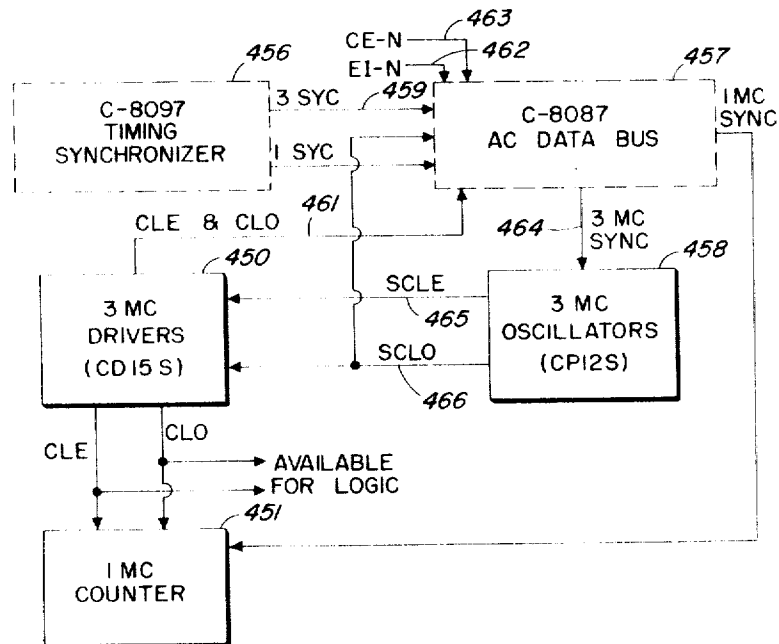 463
CE-N
462
EI-N
456
457
C-8097
TIMING
SYNCHRONIZER
3 SYC
459
1 SYC
C-8087
AC DATA BUS
1 MC
SYNC
461
CLE & CLO
464
3 MC
SYNC
450
458
3 MC
DRIVERS
(CD15S)
SCLE
465
3 MC
OSCILLATORS
(CP12S)
SCLO
466
CLE
CLO
AVAILABLE
FOR LOGIC
451
1 MC
COUNTER